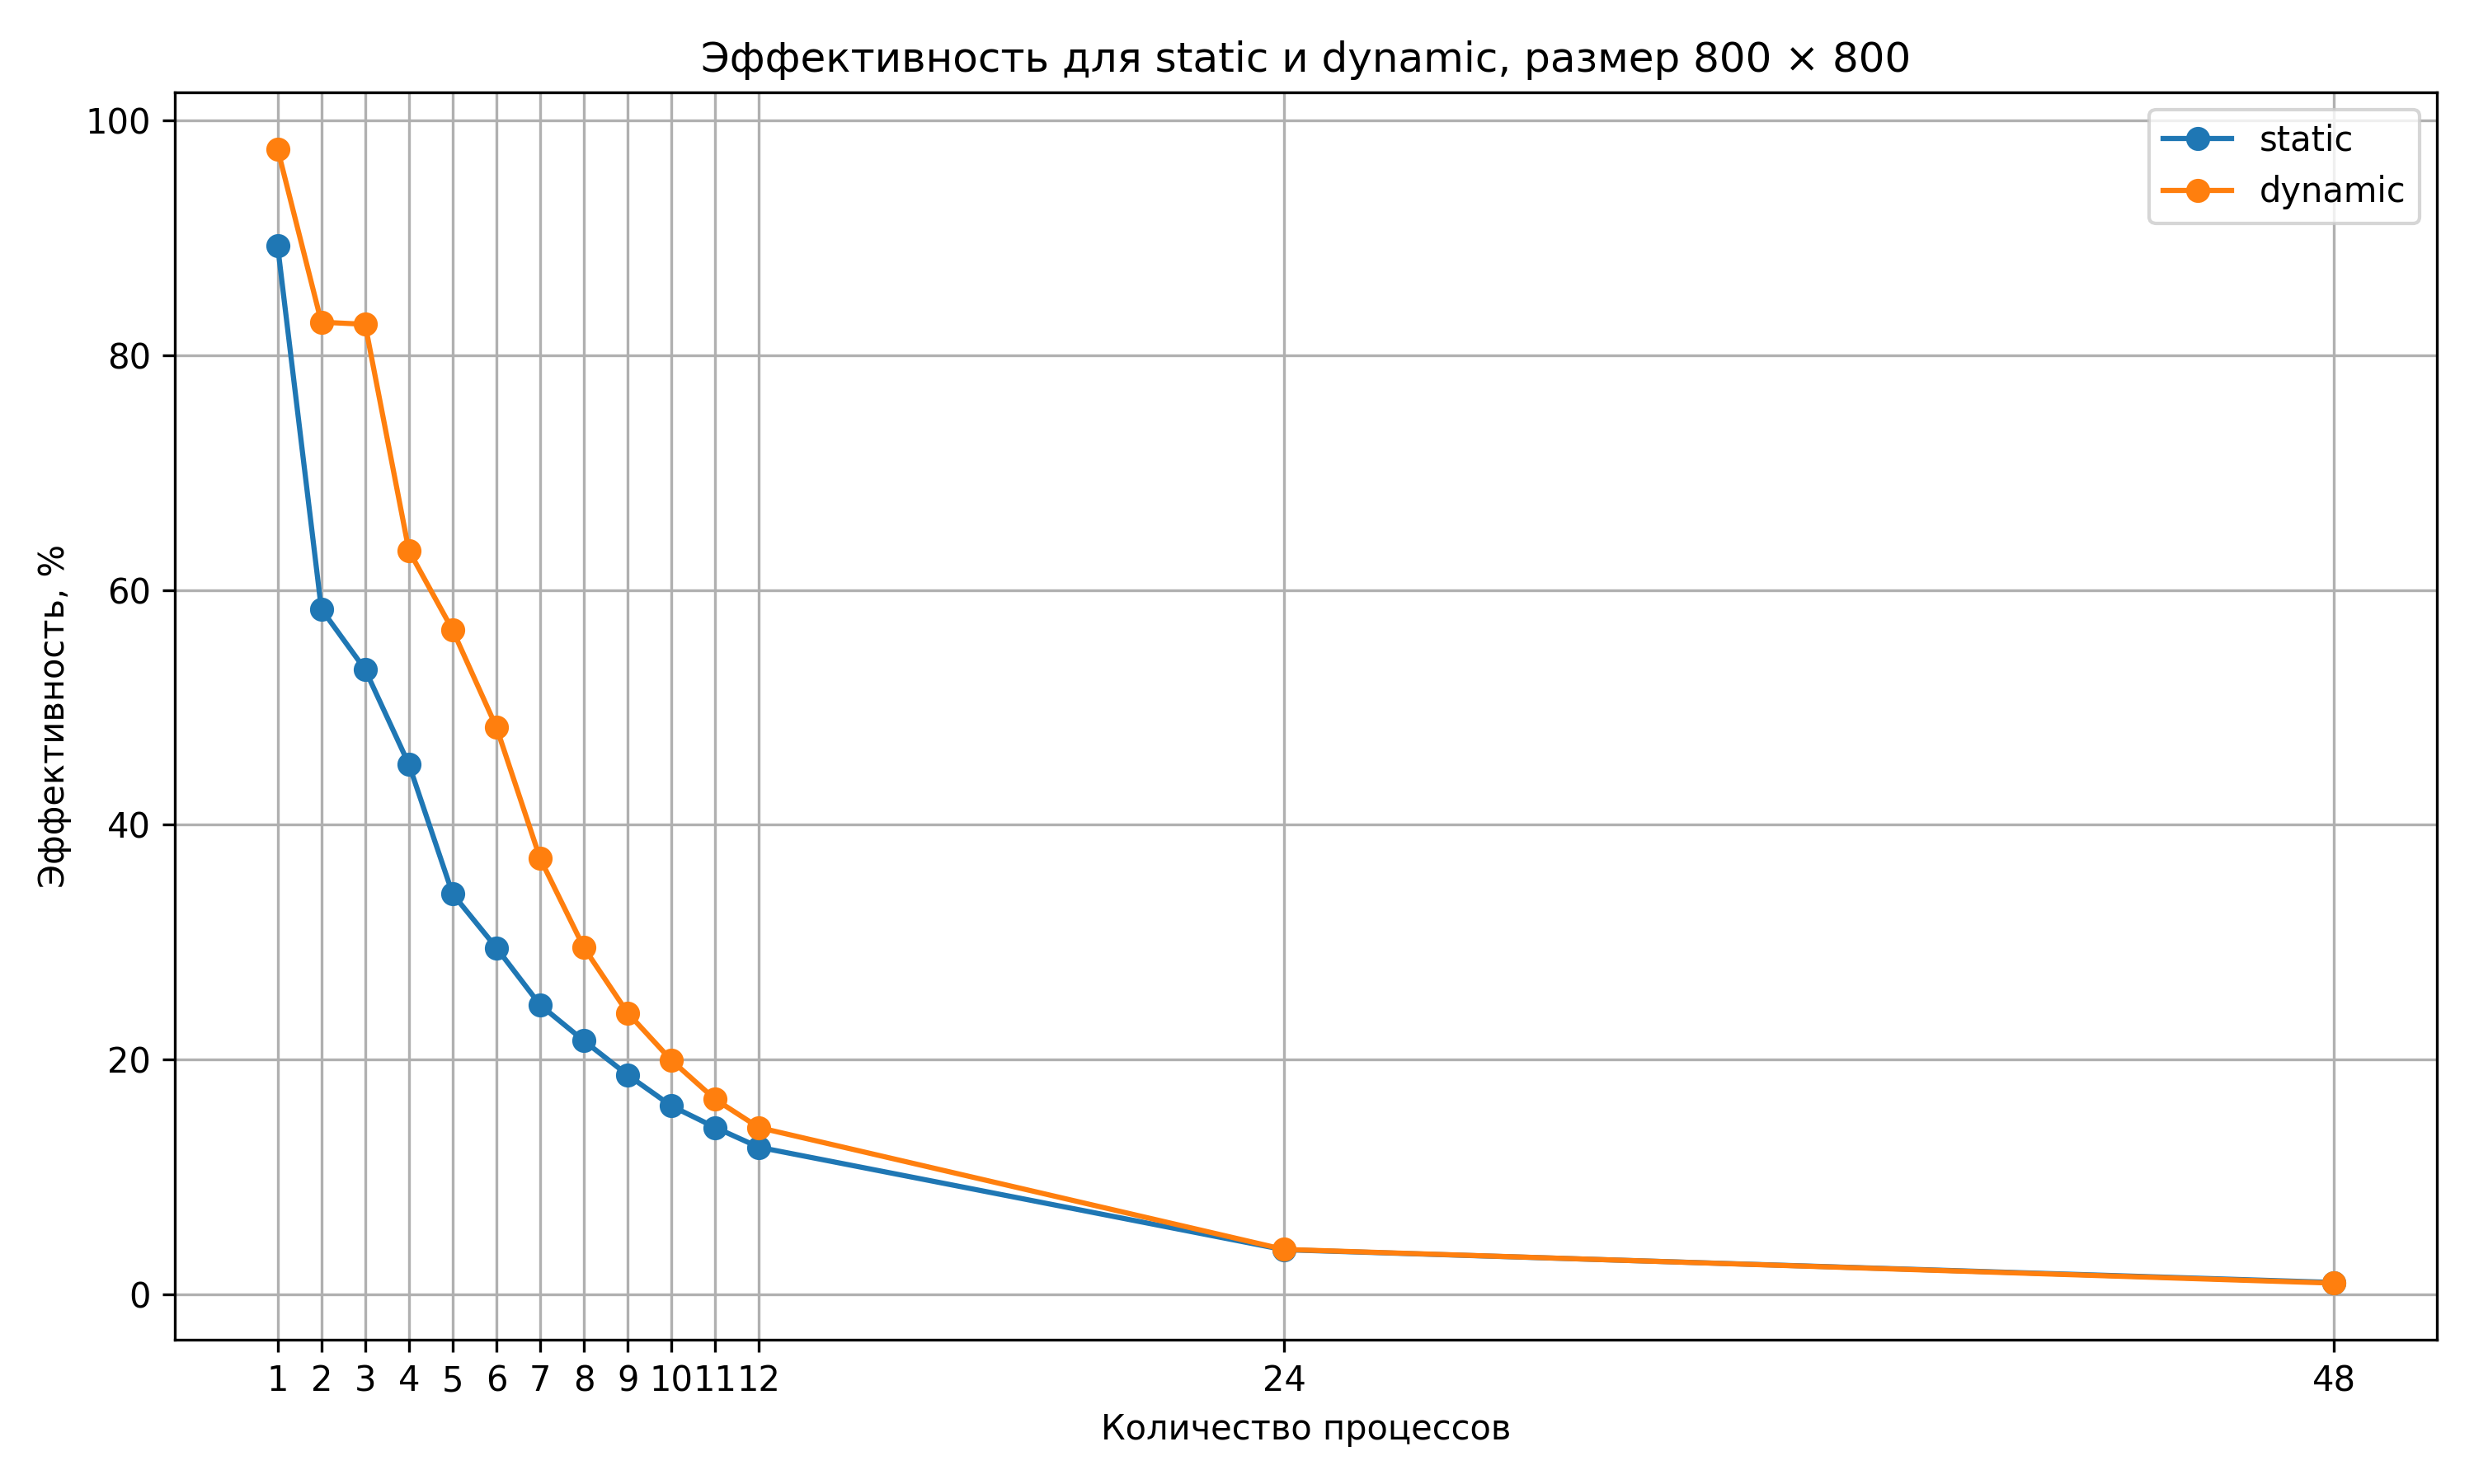 Эффективность для static и dynamic, размер 800 × 800
static
dynamic
Эффективность, %
100
80
60
40
20
0
1 2 3 4 5 6 7 8 9 10 11 12 24 48
Количество процессов